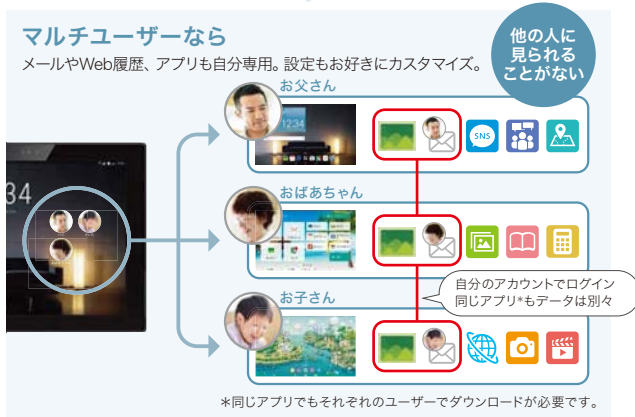 マルチユーザーなら
メールやWeb履歴、アプリも自分専用。設定もお好きにカスタマイズ。
他の人に
見られる
ことがない
お父さん
12:34
SNS
34
おばあちゃん
自分のアカウントでログイン
同じアプリ*もデータは別々
お子さん
*同じアプリでもそれぞれのユーザーでダウンロードが必要です。